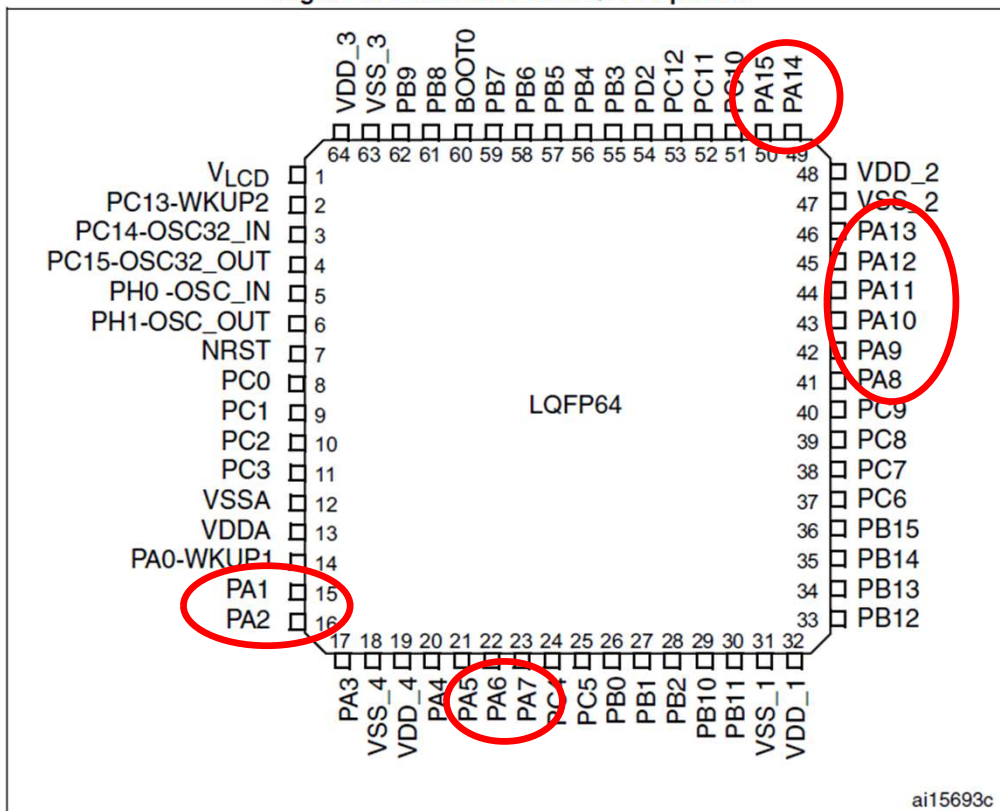 VDD_3
VSS_3
PB9
PB8
BOOT0
PB7
PB6
PB5
PB4
PB3
PD2
PC12
PC11
PC10
PA15
PA14
64 63 62 61 60 59 58 57 56 55 54 53 52 51 50 49
VLCD 1
PC13-WKUP2 2
PC14-OSC32_IN 3
PC15-OSC32_OUT 4
PH0 -OSC_IN 5
PH1-OSC_OUT 6
NRST 7
PC0 8
PC1 9
PC2 10
PC3 11
VSSA 12
VDDA 13
PA0-WKUP1 14
PA1 15
PA2 16
LQFP64
48 VDD_2
47 VSS_2
46 PA13
45 PA12
44 PA11
43 PA10
42 PA9
41 PA8
40 PC9
39 PC8
38 PC7
37 PC6
36 PB15
35 PB14
34 PB13
33 PB12
17 18 19 20 21 22 23 24 25 26 27 28 29 30 31 32
PA3
VSS_4
VDD_4
PA4
PA5
PA6
PA7
PC4
PC5
PB0
PB1
PB2
PB10
PB11
VSS_1
VDD_1
ai15693c